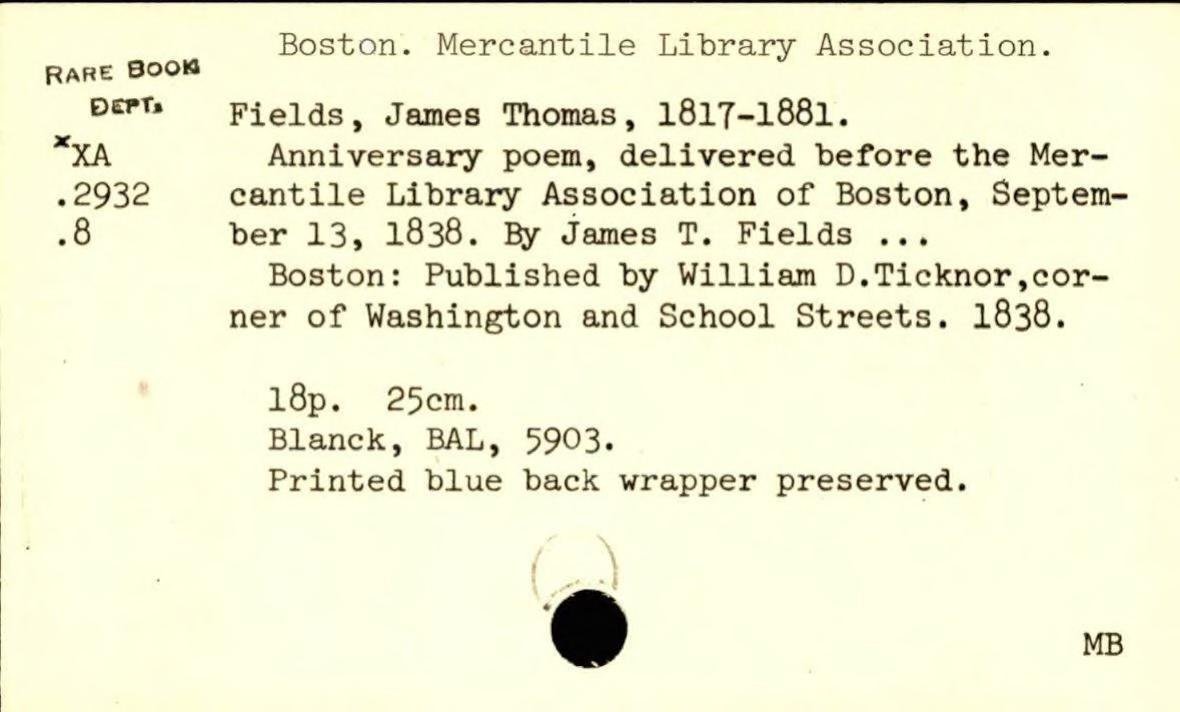 Boston. Mercantile Library Association.
RARE BOOK
DEPT.
Fields, James Thomas, 1817-1881.
xXA
Anniversary poem, delivered before the Mer-
.2932
cantile Library Association of Boston, Septem-
.8
ber 13, 1838. By James T. Fields ...
Boston: Published by William D.Ticknor,cor-
ner of Washington and School Streets. 1838.
18p. 25cm.
Blanck, BAL, 5903.
Printed blue back wrapper preserved.
MB